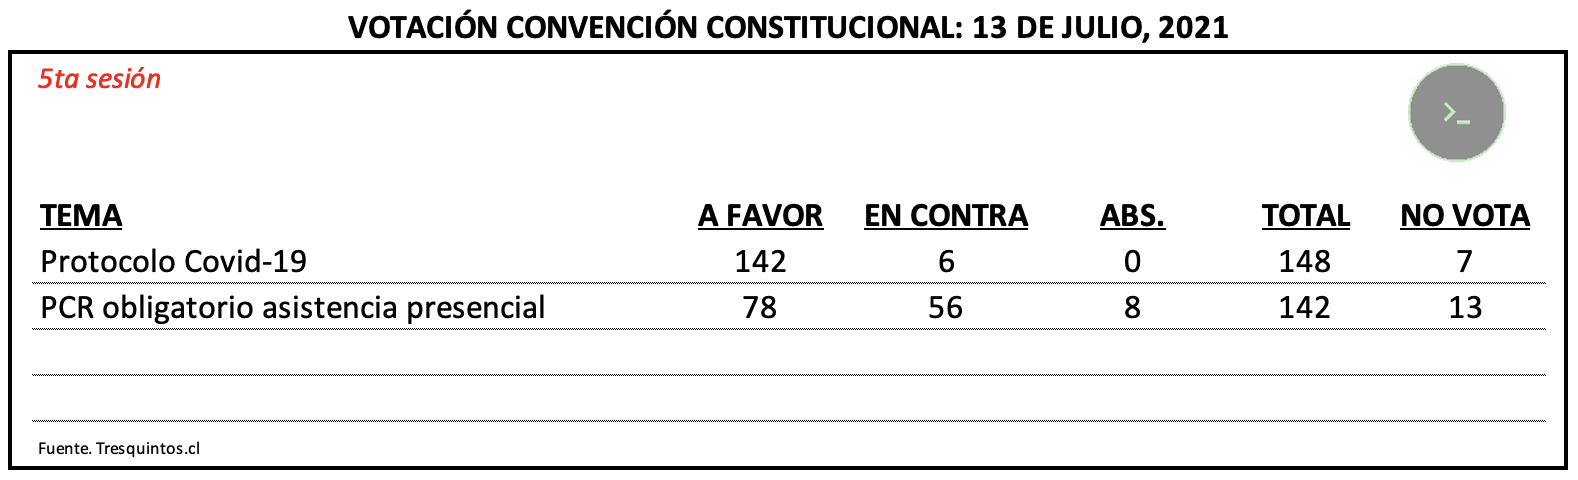 VOTACIÓN CONVENCIÓN CONSTITUCIONAL: 13 DE JULIO, 2021
5ta sesión
>_
TEMA A FAVOR EN CONTRA ABS. TOTAL NO VOTA
Protocolo Covid-19 142 6 0 148 7
PCR obligatorio asistencia presencial 78 56 8 142 13
Fuente. Tresquintos.cl